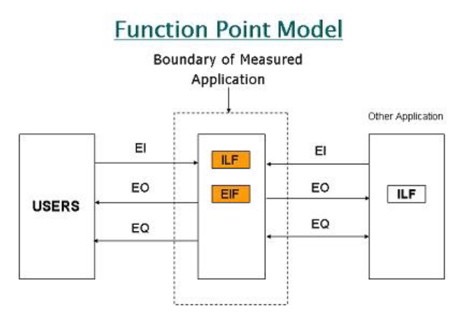 Function Point Model
Boundary of Measured
Application
Other Application
EI
EI
ILF
EO
EIF
EO
ILF
USERS
EQ
EQ